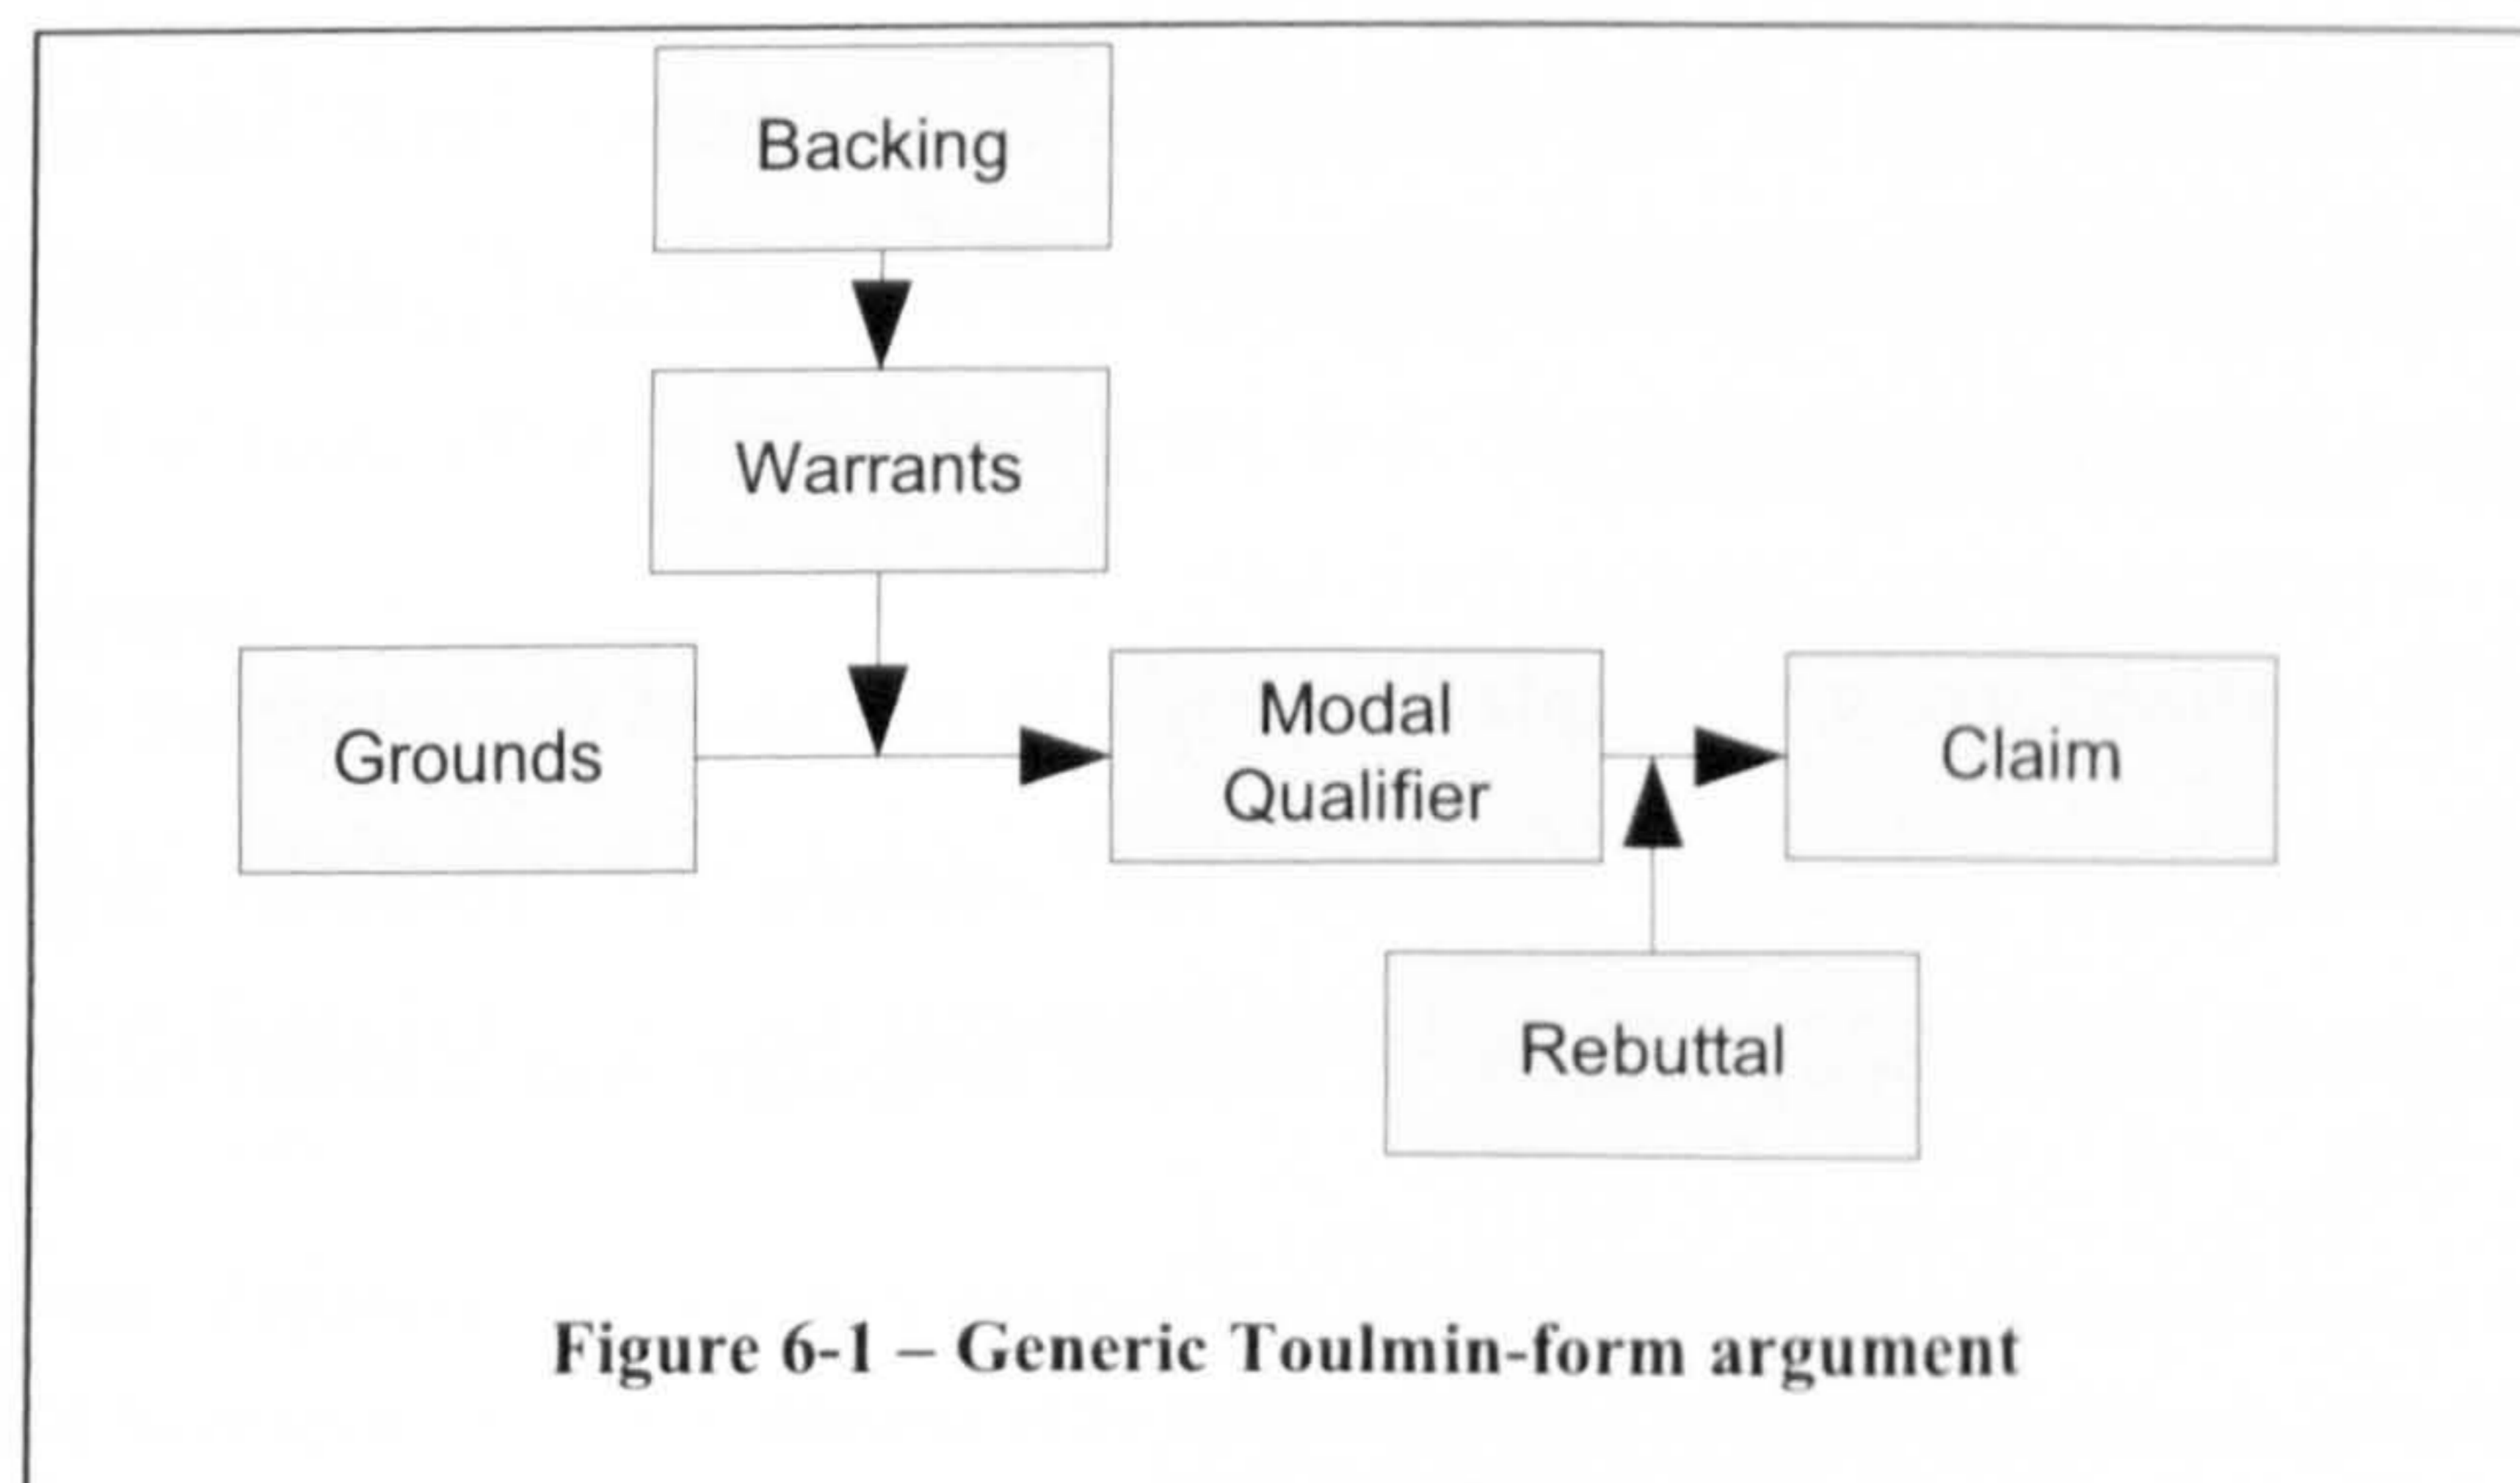 Backing
Warrants
Grounds
Modal
Qualifier
Claim
Rebuttal
Figure 6-1 – Generic Toulmin-form argument